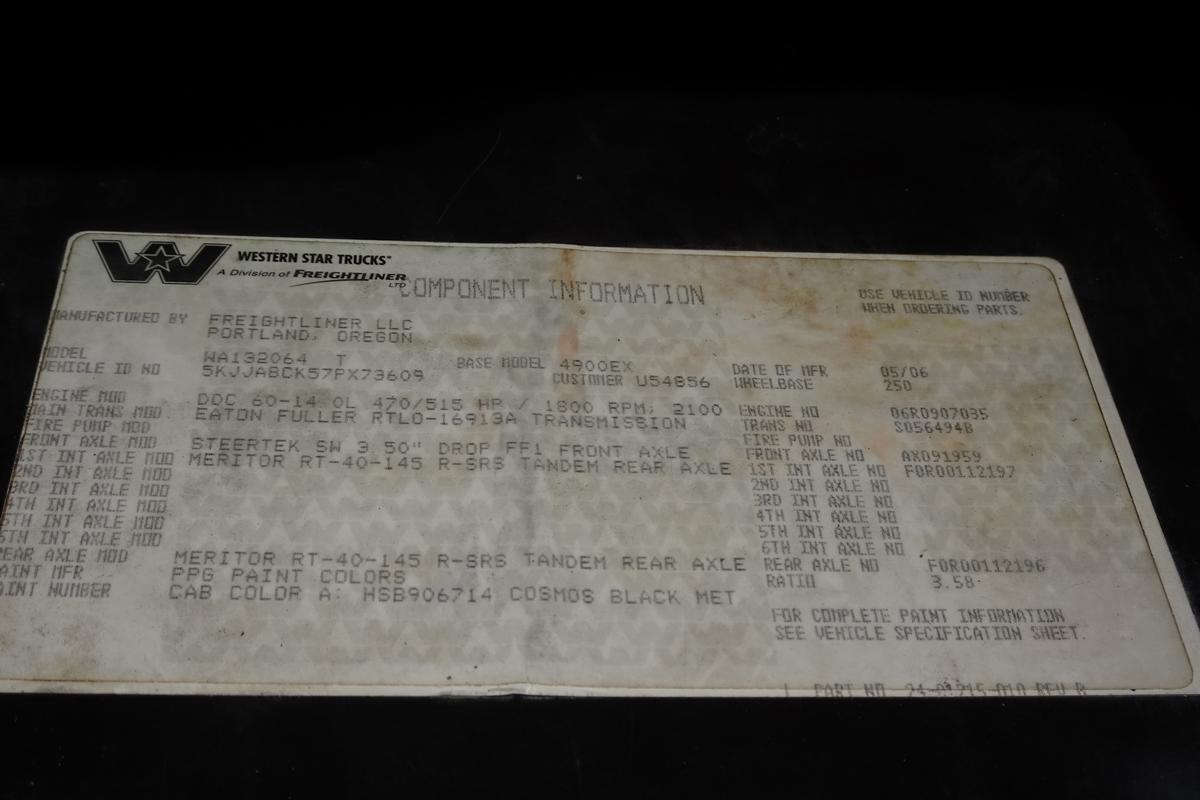 WESTERN STAR TRUCKS
A Division of FREIGHTLINER LTD
COMPONENT INFORMATION
USE VEHICLE ID NUMBER
WHEN ORDERING PARTS.
MANUFACTURED BY FREIGHTLINER LLC
PORTLAND, OREGON
MODEL WA132064 T BASE MODEL 4900EX DATE OF MFR 05/06
VEHICLE ID NO 5KJJABCK57PX73609 CUSTOMER U54856 WHEELBASE 250
ENGINE MOD DDC 60-14.0L 470/515 HP / 1800 RPM; 2100 ENGINE NO 06R0907035
MAIN TRANS MOD EATON FULLER RTLO-16913A TRANSMISSION TRANS NO S0564948
FIRE PUMP MOD FIRE PUMP NO
FRONT AXLE MOD STEERTEK SW 3.50" DROP FF1 FRONT AXLE FRONT AXLE NO AX091959
1ST INT AXLE MOD MERITOR RT-40-145 R-SRS TANDEM REAR AXLE 1ST INT AXLE NO FOR00112197
2ND INT AXLE MOD 2ND INT AXLE NO
3RD INT AXLE MOD 3RD INT AXLE NO
4TH INT AXLE MOD 4TH INT AXLE NO
5TH INT AXLE MOD 5TH INT AXLE NO
6TH INT AXLE MOD 6TH INT AXLE NO
REAR AXLE MOD MERITOR RT-40-145 R-SRS TANDEM REAR AXLE REAR AXLE NO FOR00112196
PAINT MFR PPG PAINT COLORS RATIO 3.58
PAINT NUMBER CAB COLOR A: HSB906714 COSMOS BLACK MET
FOR COMPLETE PAINT INFORMATION
SEE VEHICLE SPECIFICATION SHEET.
PART NO